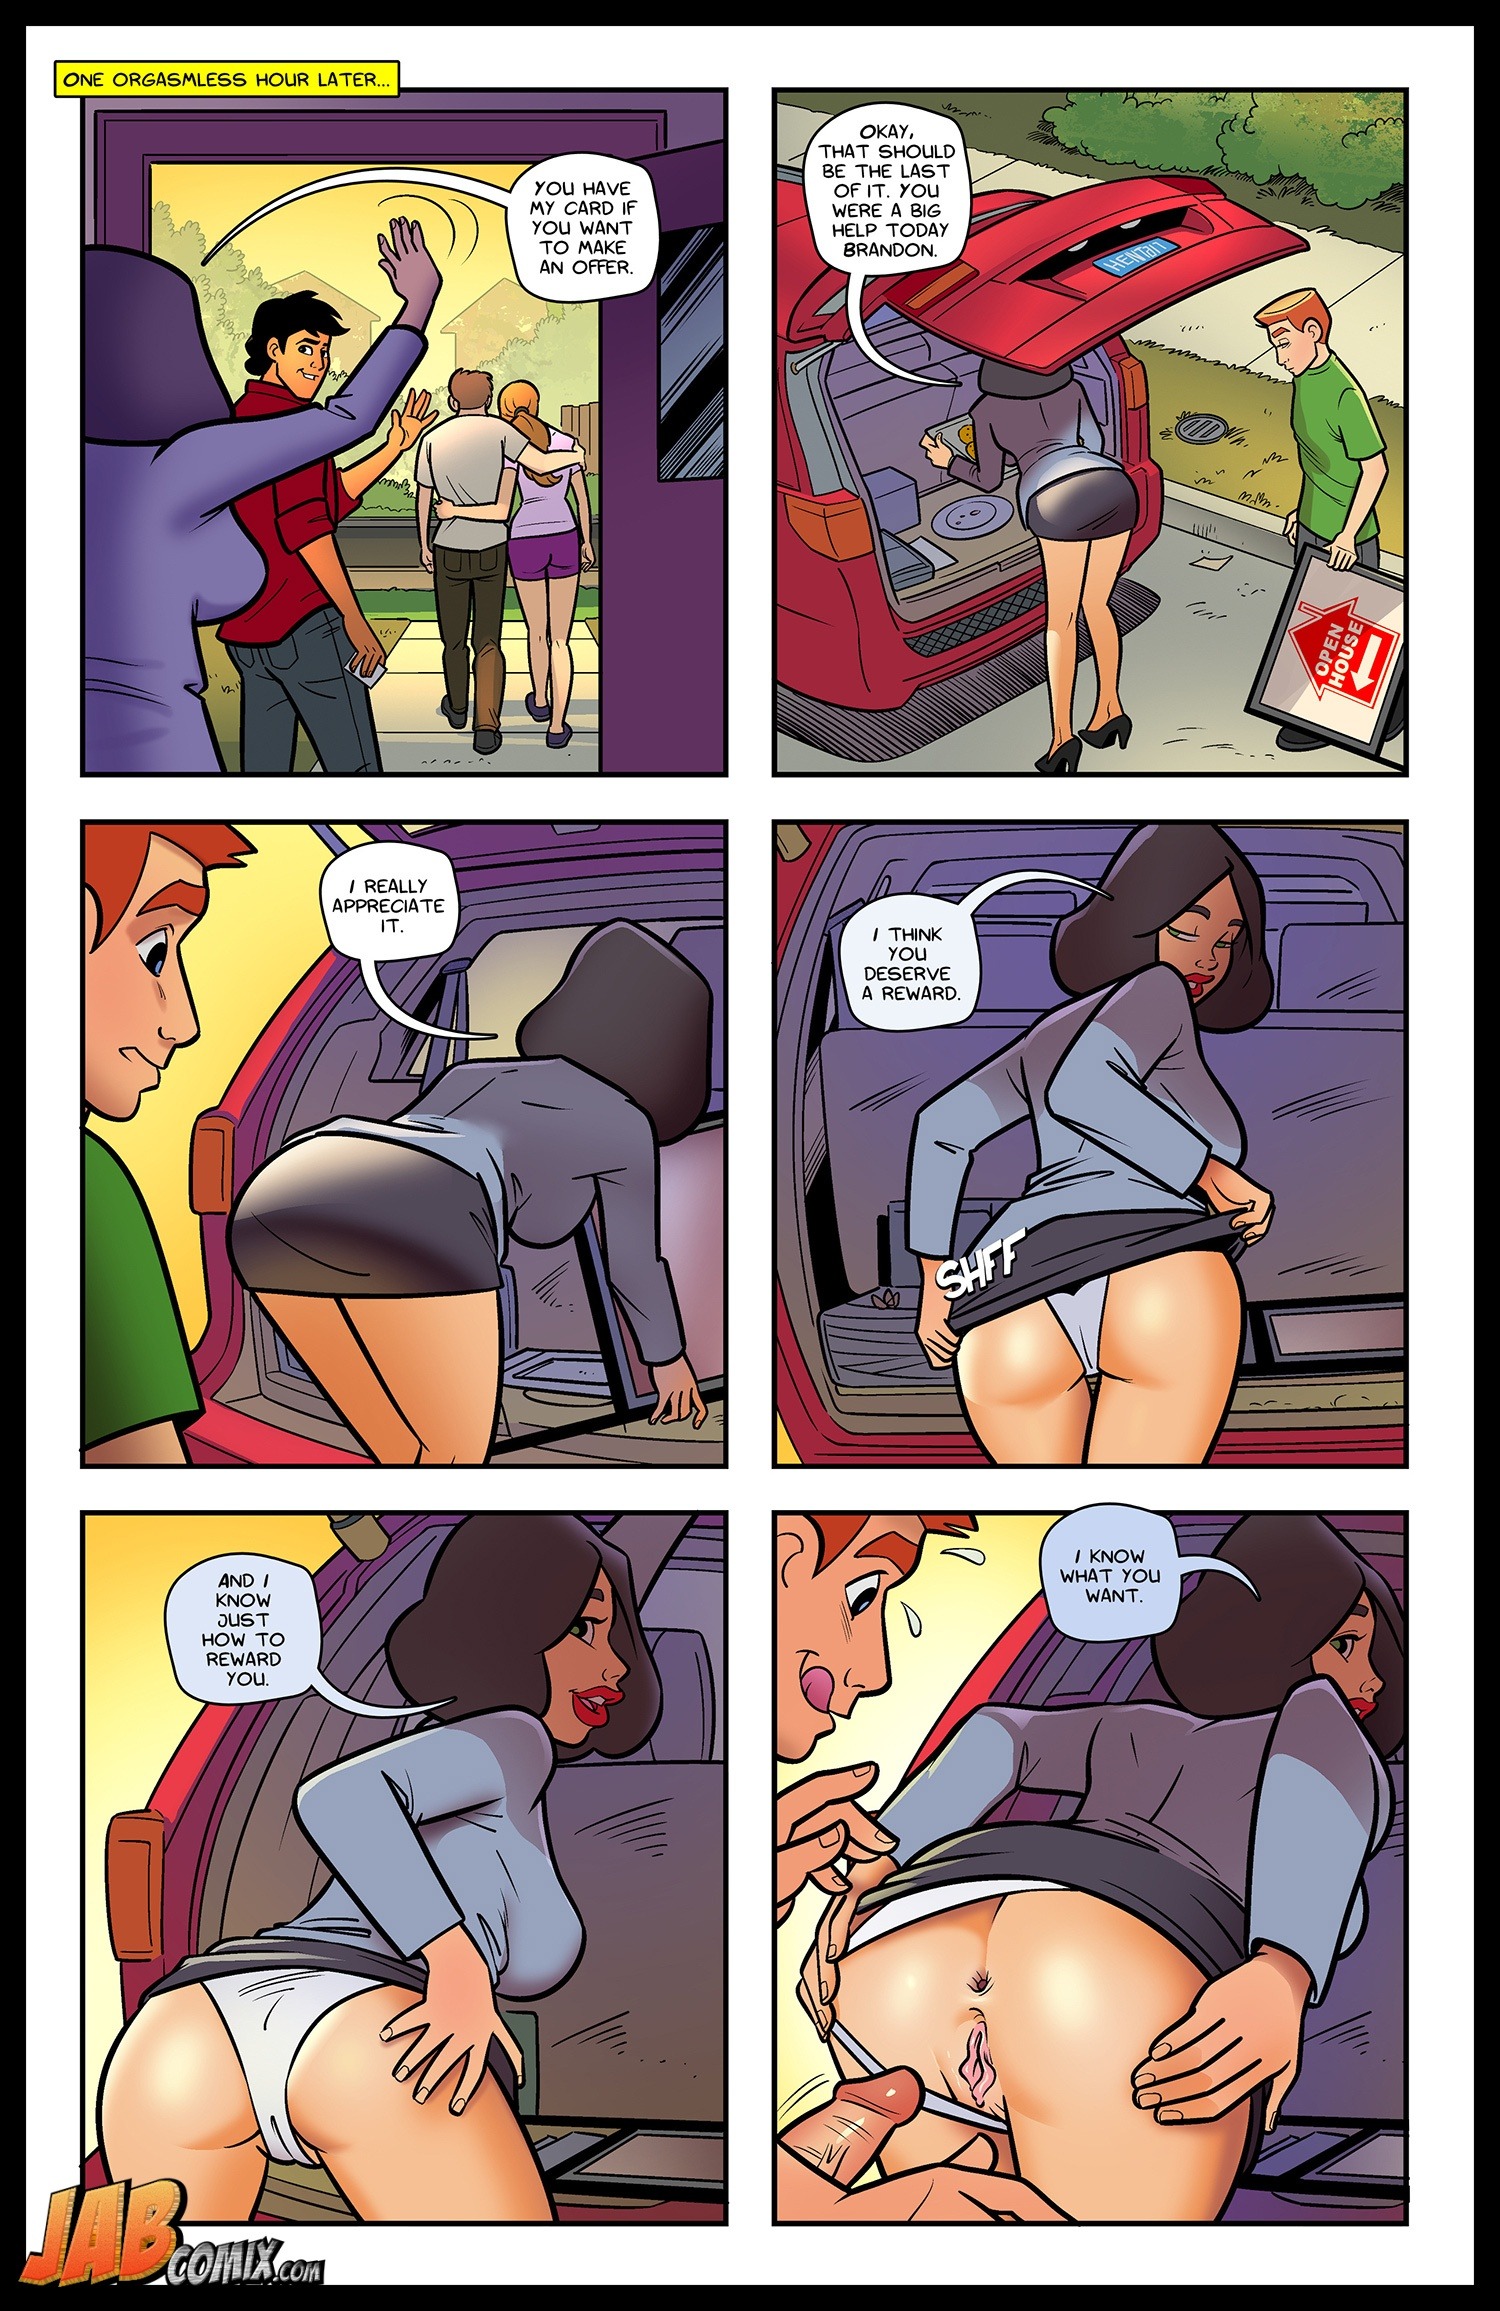 ONE ORGASMLESS HOUR LATER...
YOU HAVE
MY CARD IF
YOU WANT
TO MAKE
AN OFFER.
OKAY,
THAT SHOULD
BE THE LAST
OF IT. YOU
WERE A BIG
HELP TODAY
BRANDON.
HENTAI7
OPEN
HOUSE
I REALLY
APPRECIATE
IT.
I THINK
YOU
DESERVE
A REWARD.
SHFF
AND I
KNOW
JUST
HOW TO
REWARD
YOU.
I KNOW
WHAT YOU
WANT.
JABCOMIX.COM